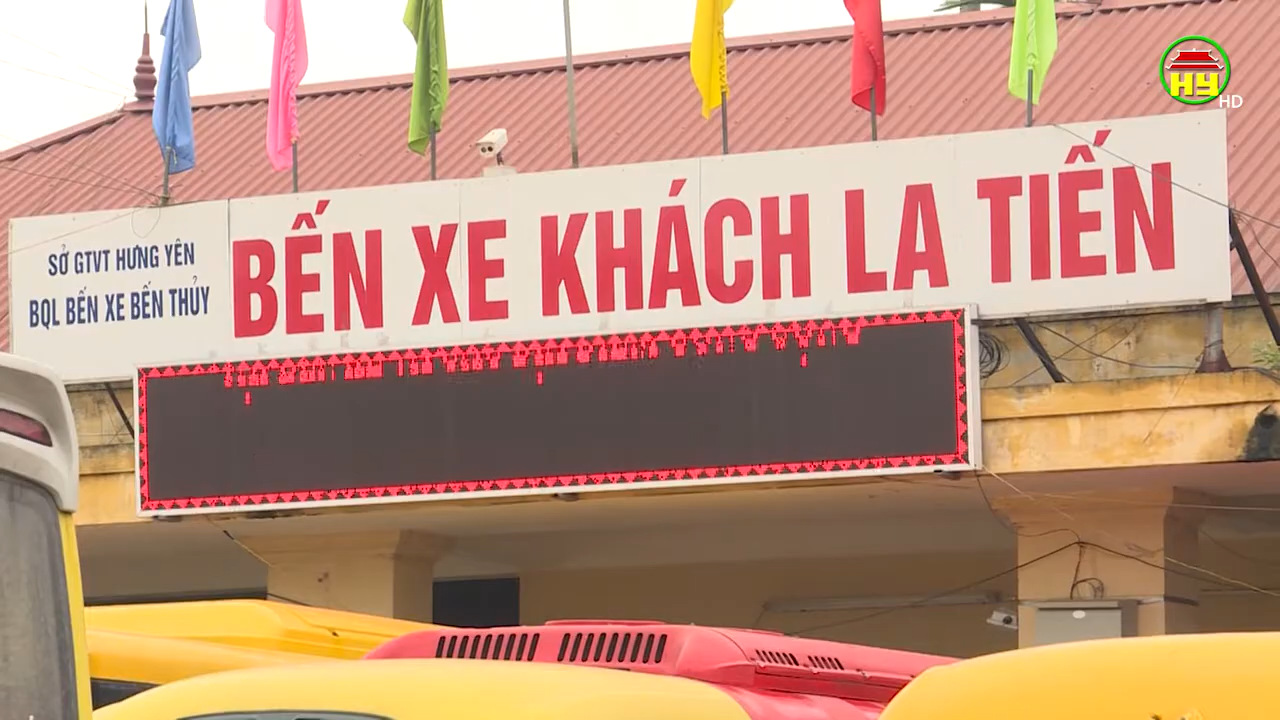 HY
HD
SỞ GTVT HƯNG YÊN
BQL BẾN XE BẾN THỦY
BẾN XE KHÁCH LA TIẾN